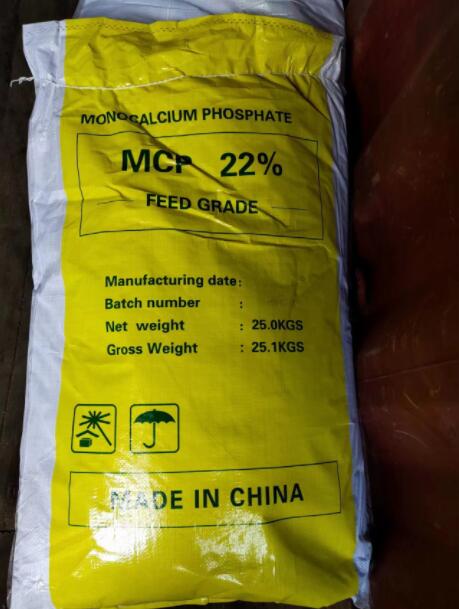 MONOCALCIUM PHOSPHATE
MCP 22%
FEED GRADE
Manufacturing date:
Batch number :
Net weight : 25.0KGS
Gross Weight : 25.1KGS
MADE IN CHINA